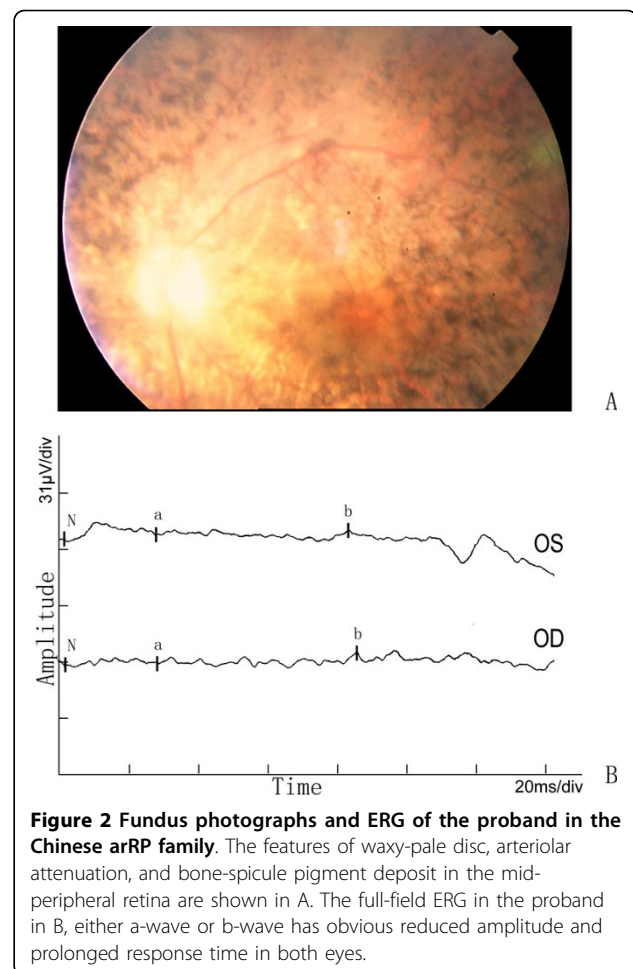 A
31μV/div
N
a
b
OS
Amplitude
N
a
b
OD
Time
20ms/div
B
Figure 2 Fundus photographs and ERG of the proband in the
Chinese arRP family. The features of waxy-pale disc, arteriolar
attenuation, and bone-spicule pigment deposit in the mid-
peripheral retina are shown in A. The full-field ERG in the proband
in B, either a-wave or b-wave has obvious reduced amplitude and
prolonged response time in both eyes.